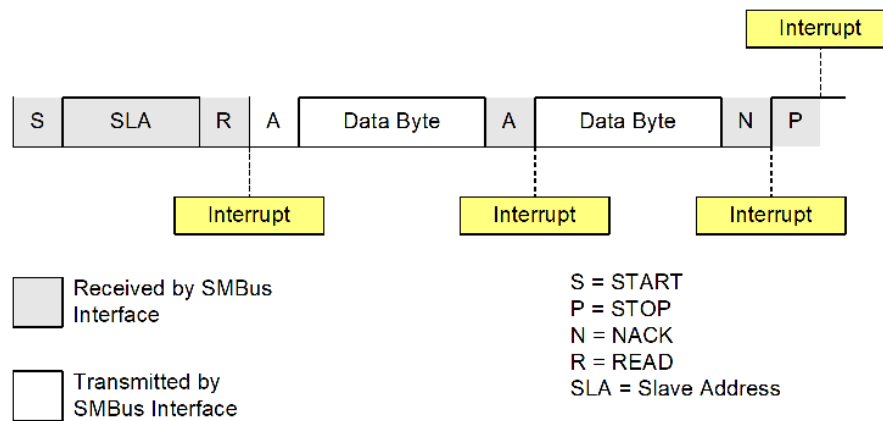 Interrupt
S SLA R A Data Byte A Data Byte N P
Interrupt Interrupt Interrupt
Received by SMBus
Interface
Transmitted by
SMBus Interface
S = START
P = STOP
N = NACK
R = READ
SLA = Slave Address